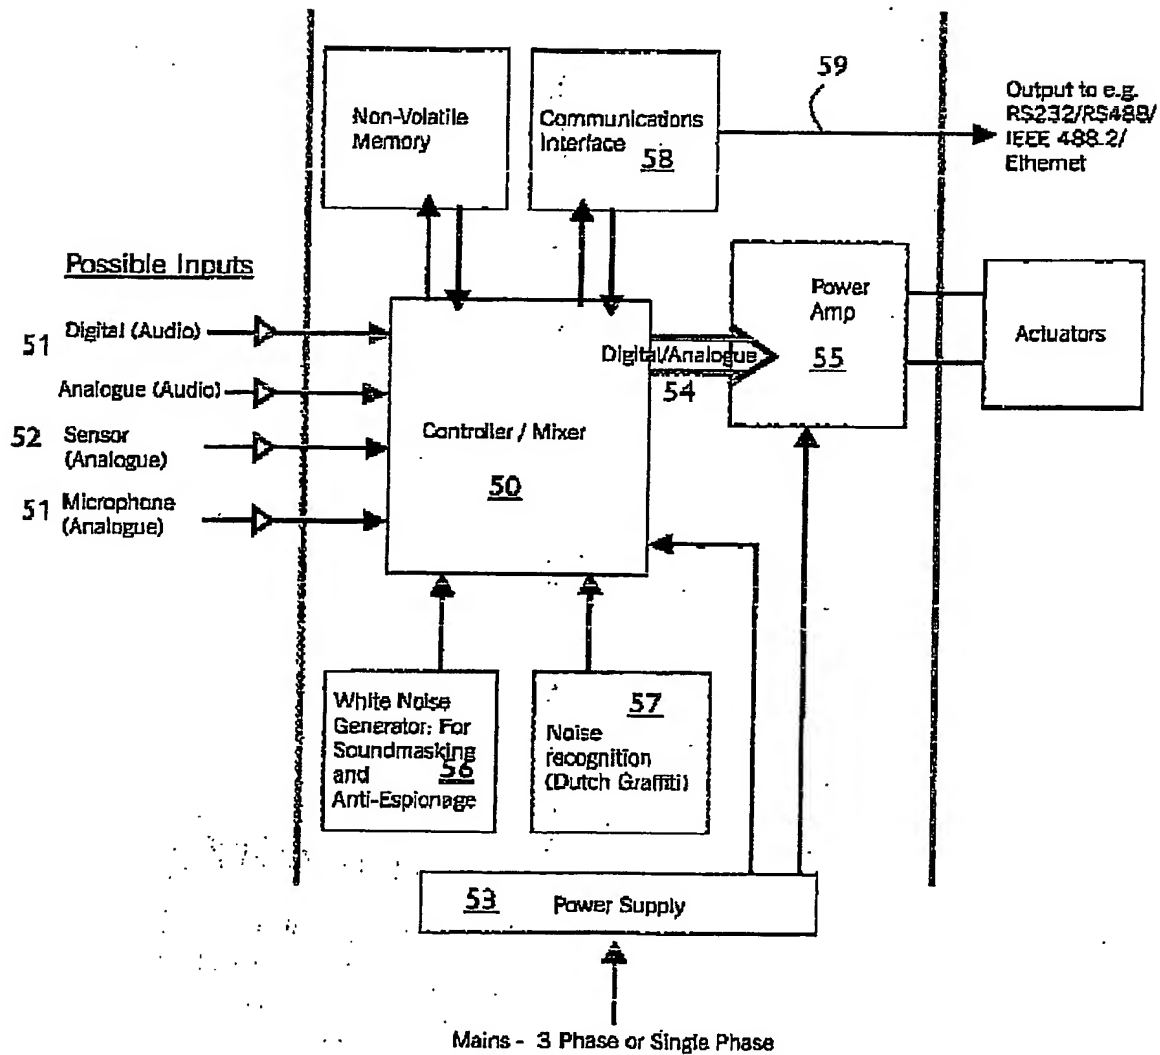 59
Output to e.g.
RS232/RS488/
IEEE 488.2/
Ethernet
Non-Volatile
Memory
Communications
Interface
58
Possible Inputs
51
Digital (Audio)
Analogue (Audio)
52
Sensor
(Analogue)
51
Microphone
(Analogue)
Controller / Mixer
50
Digital/Analogue
54
Power
Amp
55
Actuators
White Noise
Generator: For
Soundmasking
and
56
Anti-Espionage
57
Noise
recognition
(Dutch Graffiti)
53
Power Supply
Mains - 3 Phase or Single Phase